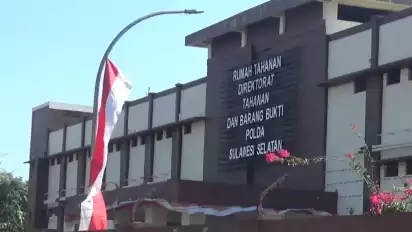 RUMAH TAHANAN
DIREKTORAT
TAHANAN
DAN BARANG BUKTI
POLDA
SULAWESI SELATAN